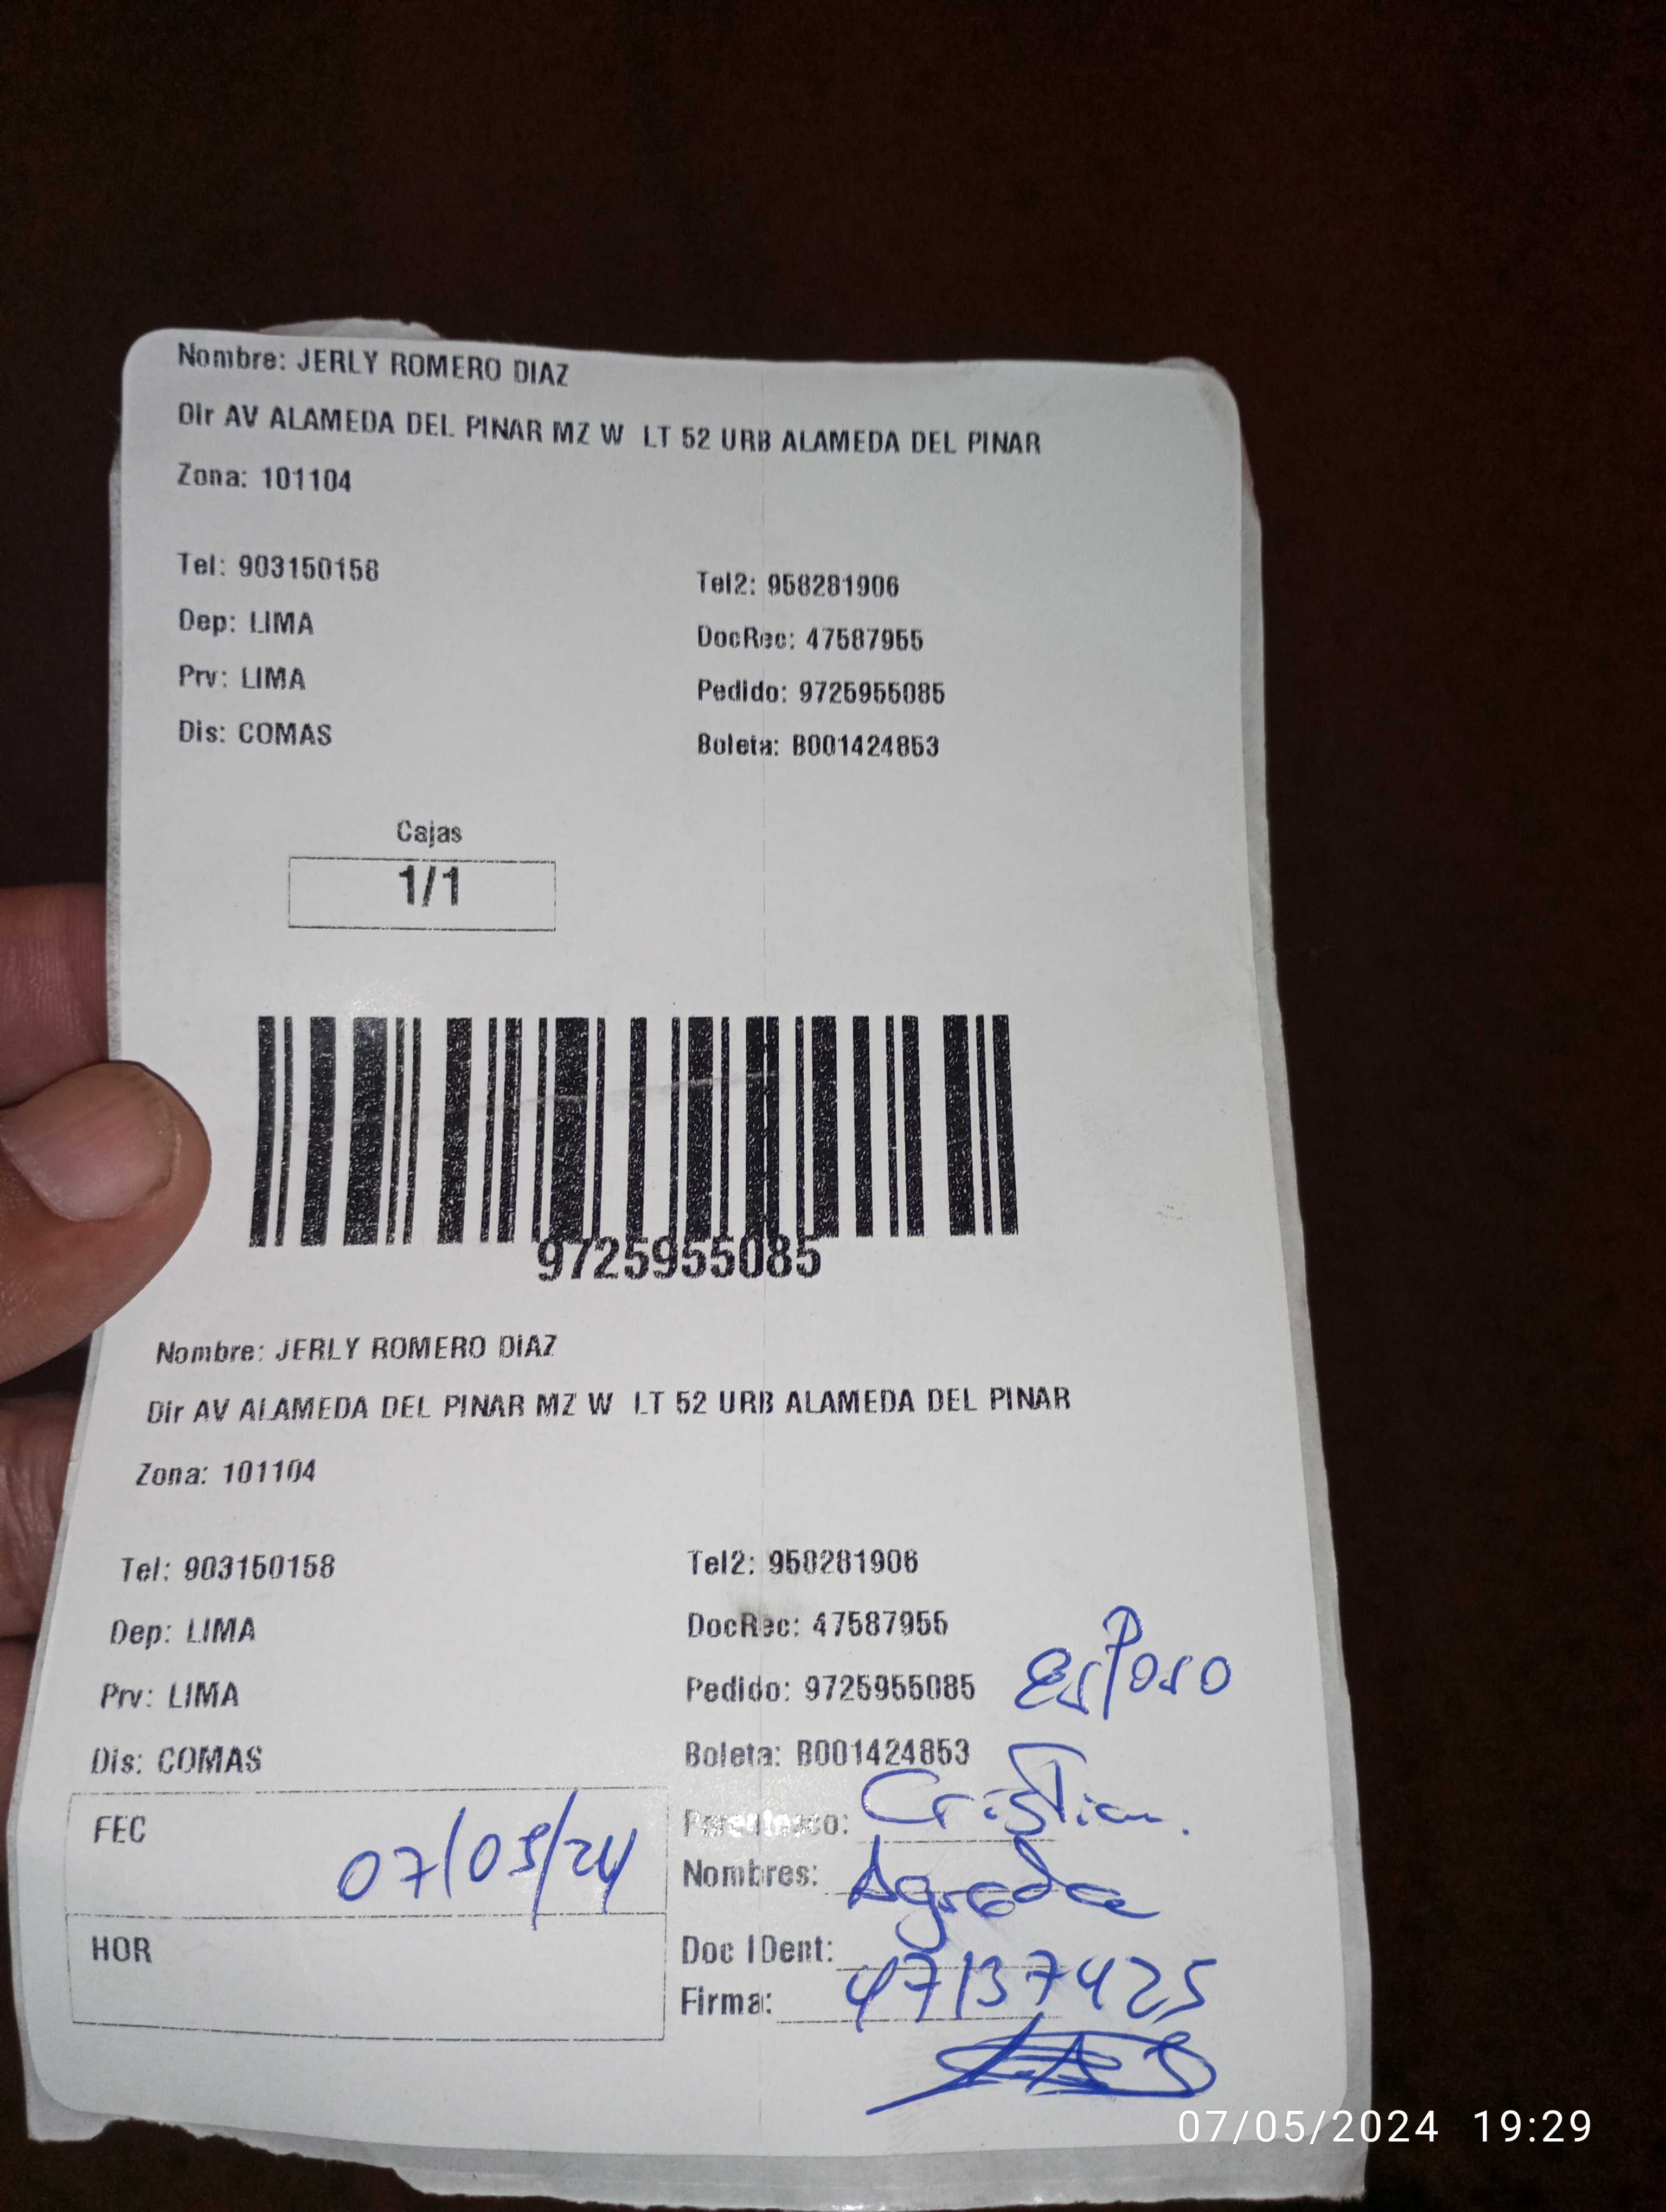 Nombre: JERLY ROMERO DIAZ
Dir AV ALAMEDA DEL PINAR MZ W LT 52 URB ALAMEDA DEL PINAR
Zona: 101104
Tel: 903150158 Tel2: 958281906
Dep: LIMA DocRec: 47587955
Prv: LIMA Pedido: 9725955085
Dis: COMAS Boleta: B001424853
Cajas
1/1
9725955085
Nombre: JERLY ROMERO DIAZ
Dir AV ALAMEDA DEL PINAR MZ W LT 52 URB ALAMEDA DEL PINAR
Zona: 101104
Tel: 903150158 Tel2: 958281906
Dep: LIMA DocRec: 47587955
Prv: LIMA Pedido: 9725955085 esposo
Dis: COMAS Boleta: B001424853
FEC 07/05/24 Parentesco: Cristian.
Nombres: Agreda
HOR Doc IDent: 47137425
Firma:
07/05/2024 19:29